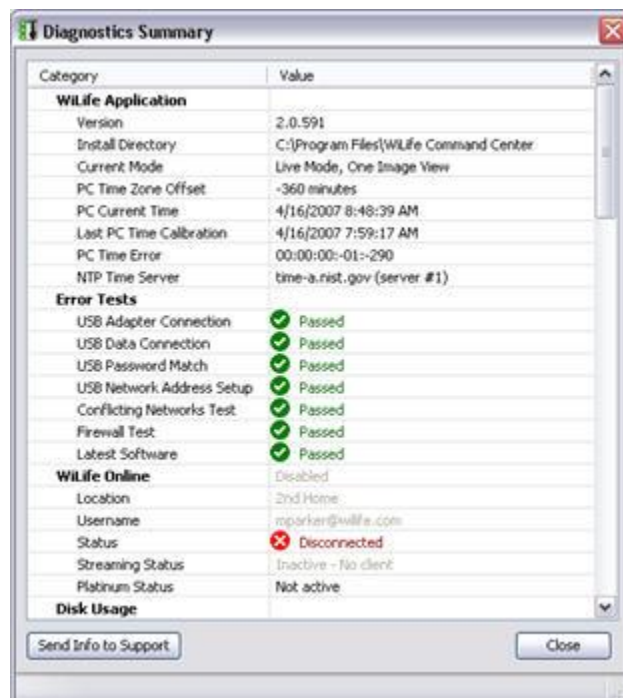 Diagnostics Summary
Category Value
WiLife Application
Version 2.0.591
Install Directory C:\Program Files\WiLife Command Center
Current Mode Live Mode, One Image View
PC Time Zone Offset -360 minutes
PC Current Time 4/16/2007 8:48:39 AM
Last PC Time Calibration 4/16/2007 7:59:17 AM
PC Time Error 00:00:00:-01:-290
NTP Time Server time-a.nist.gov (server #1)
Error Tests
USB Adapter Connection Passed
USB Data Connection Passed
USB Password Match Passed
USB Network Address Setup Passed
Conflicting Networks Test Passed
Firewall Test Passed
Latest Software Passed
WiLife Online Disabled
Location 2nd Home
Username mparker@wilife.com
Status Disconnected
Streaming Status Inactive - No client
Platinum Status Not active
Disk Usage
Send Info to Support Close